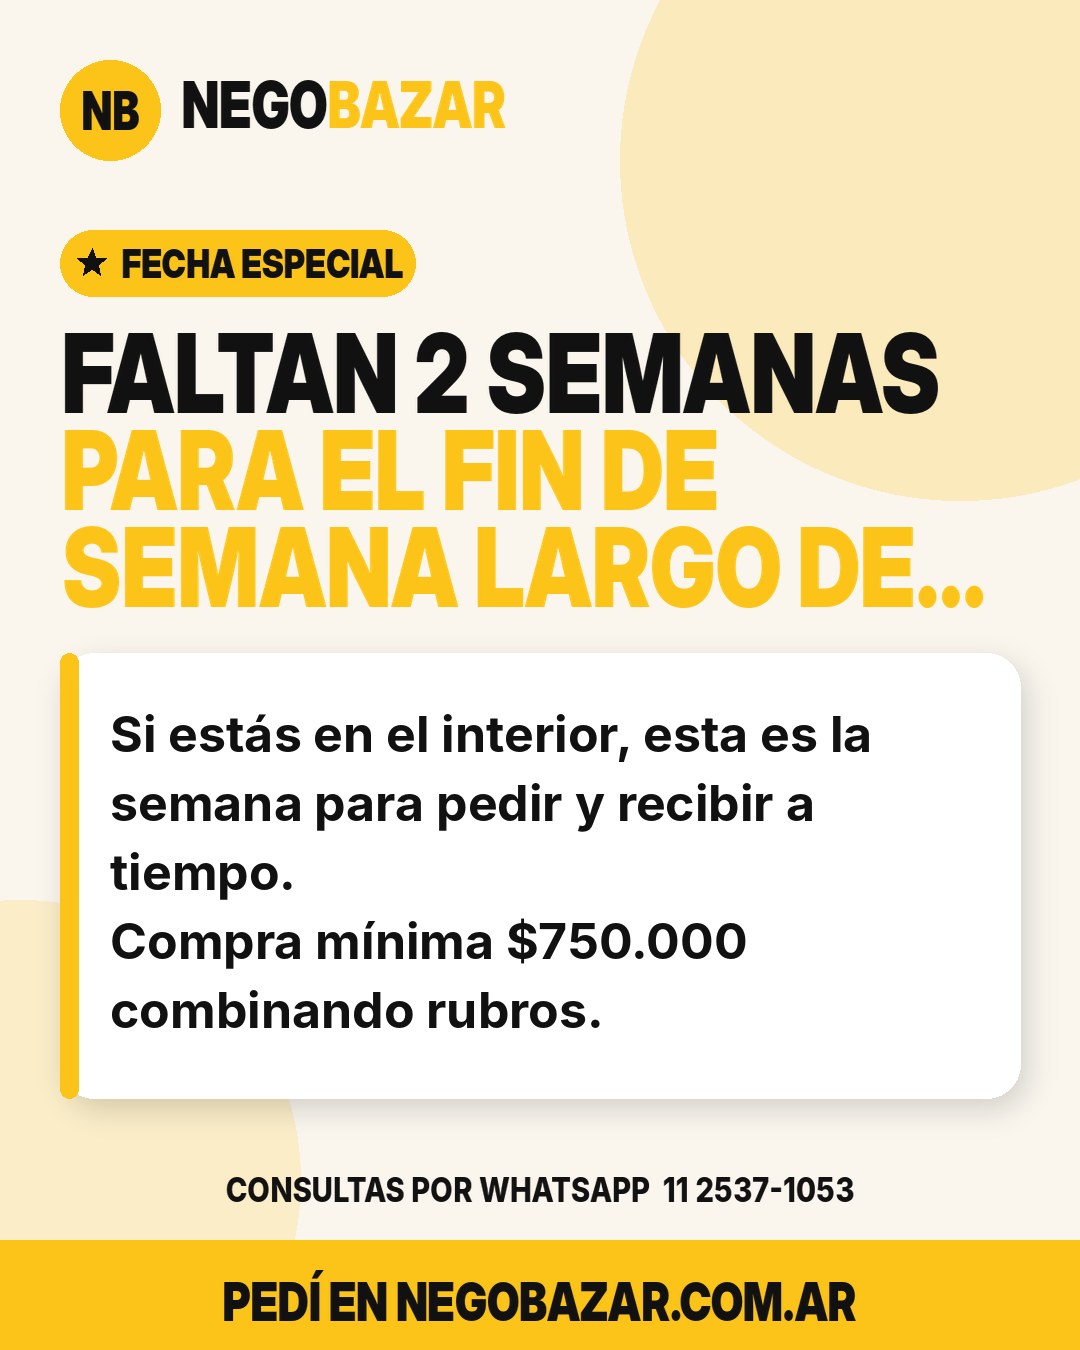 NB NEGOBAZAR
★ FECHA ESPECIAL
FALTAN 2 SEMANAS
PARA EL FIN DE
SEMANA LARGO DE...
Si estás en el interior, esta es la
semana para pedir y recibir a
tiempo.
Compra mínima $750.000
combinando rubros.
CONSULTAS POR WHATSAPP 11 2537-1053
PEDÍ EN NEGOBAZAR.COM.AR